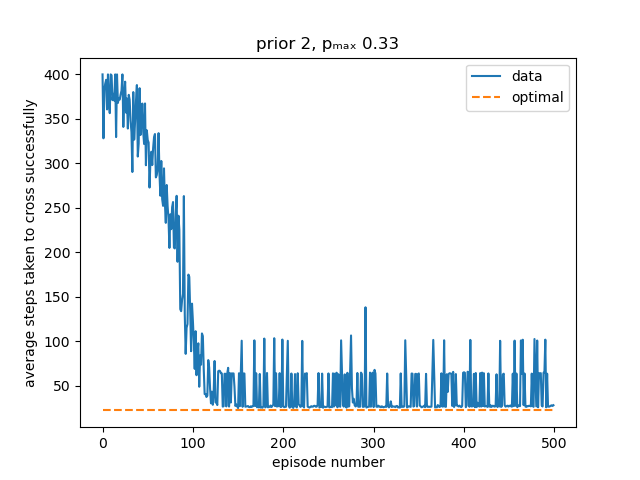 prior 2, pₘₐₓ 0.33
data
optimal
average steps taken to cross successfully
400
350
300
250
200
150
100
50
0 100 200 300 400 500
episode number